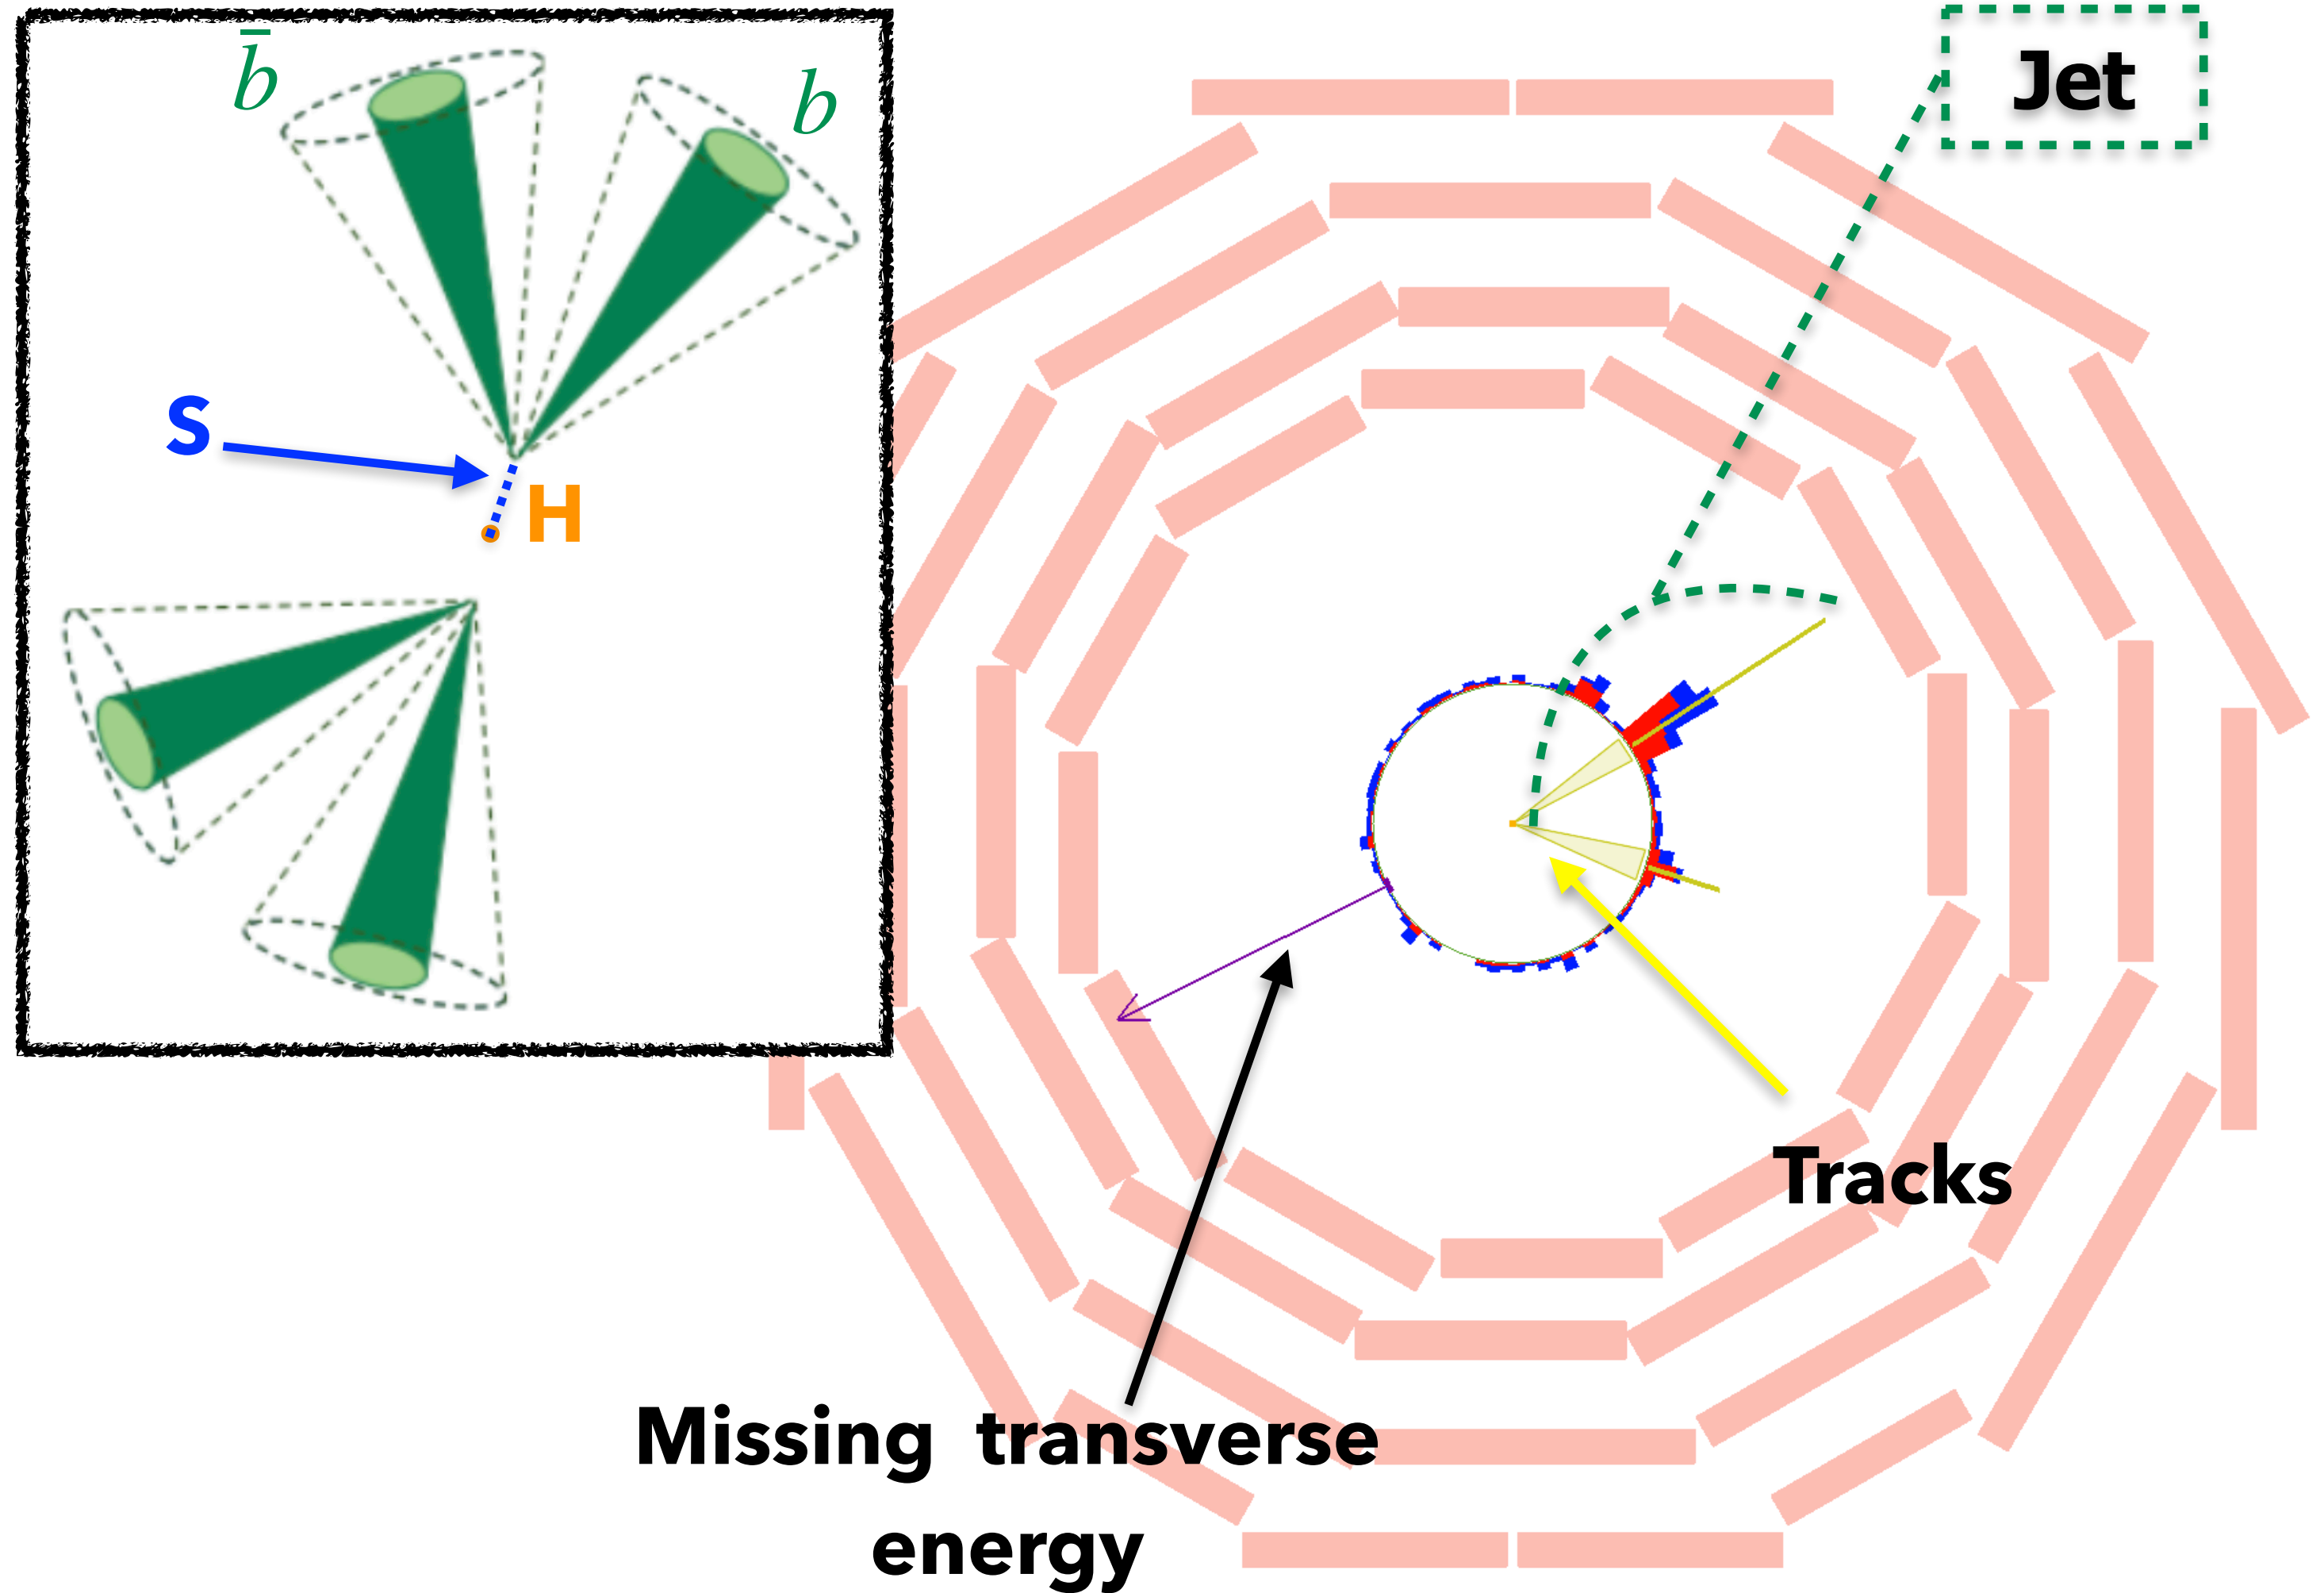 b̄
b
Jet
S
H
Tracks
Missing transverse
energy